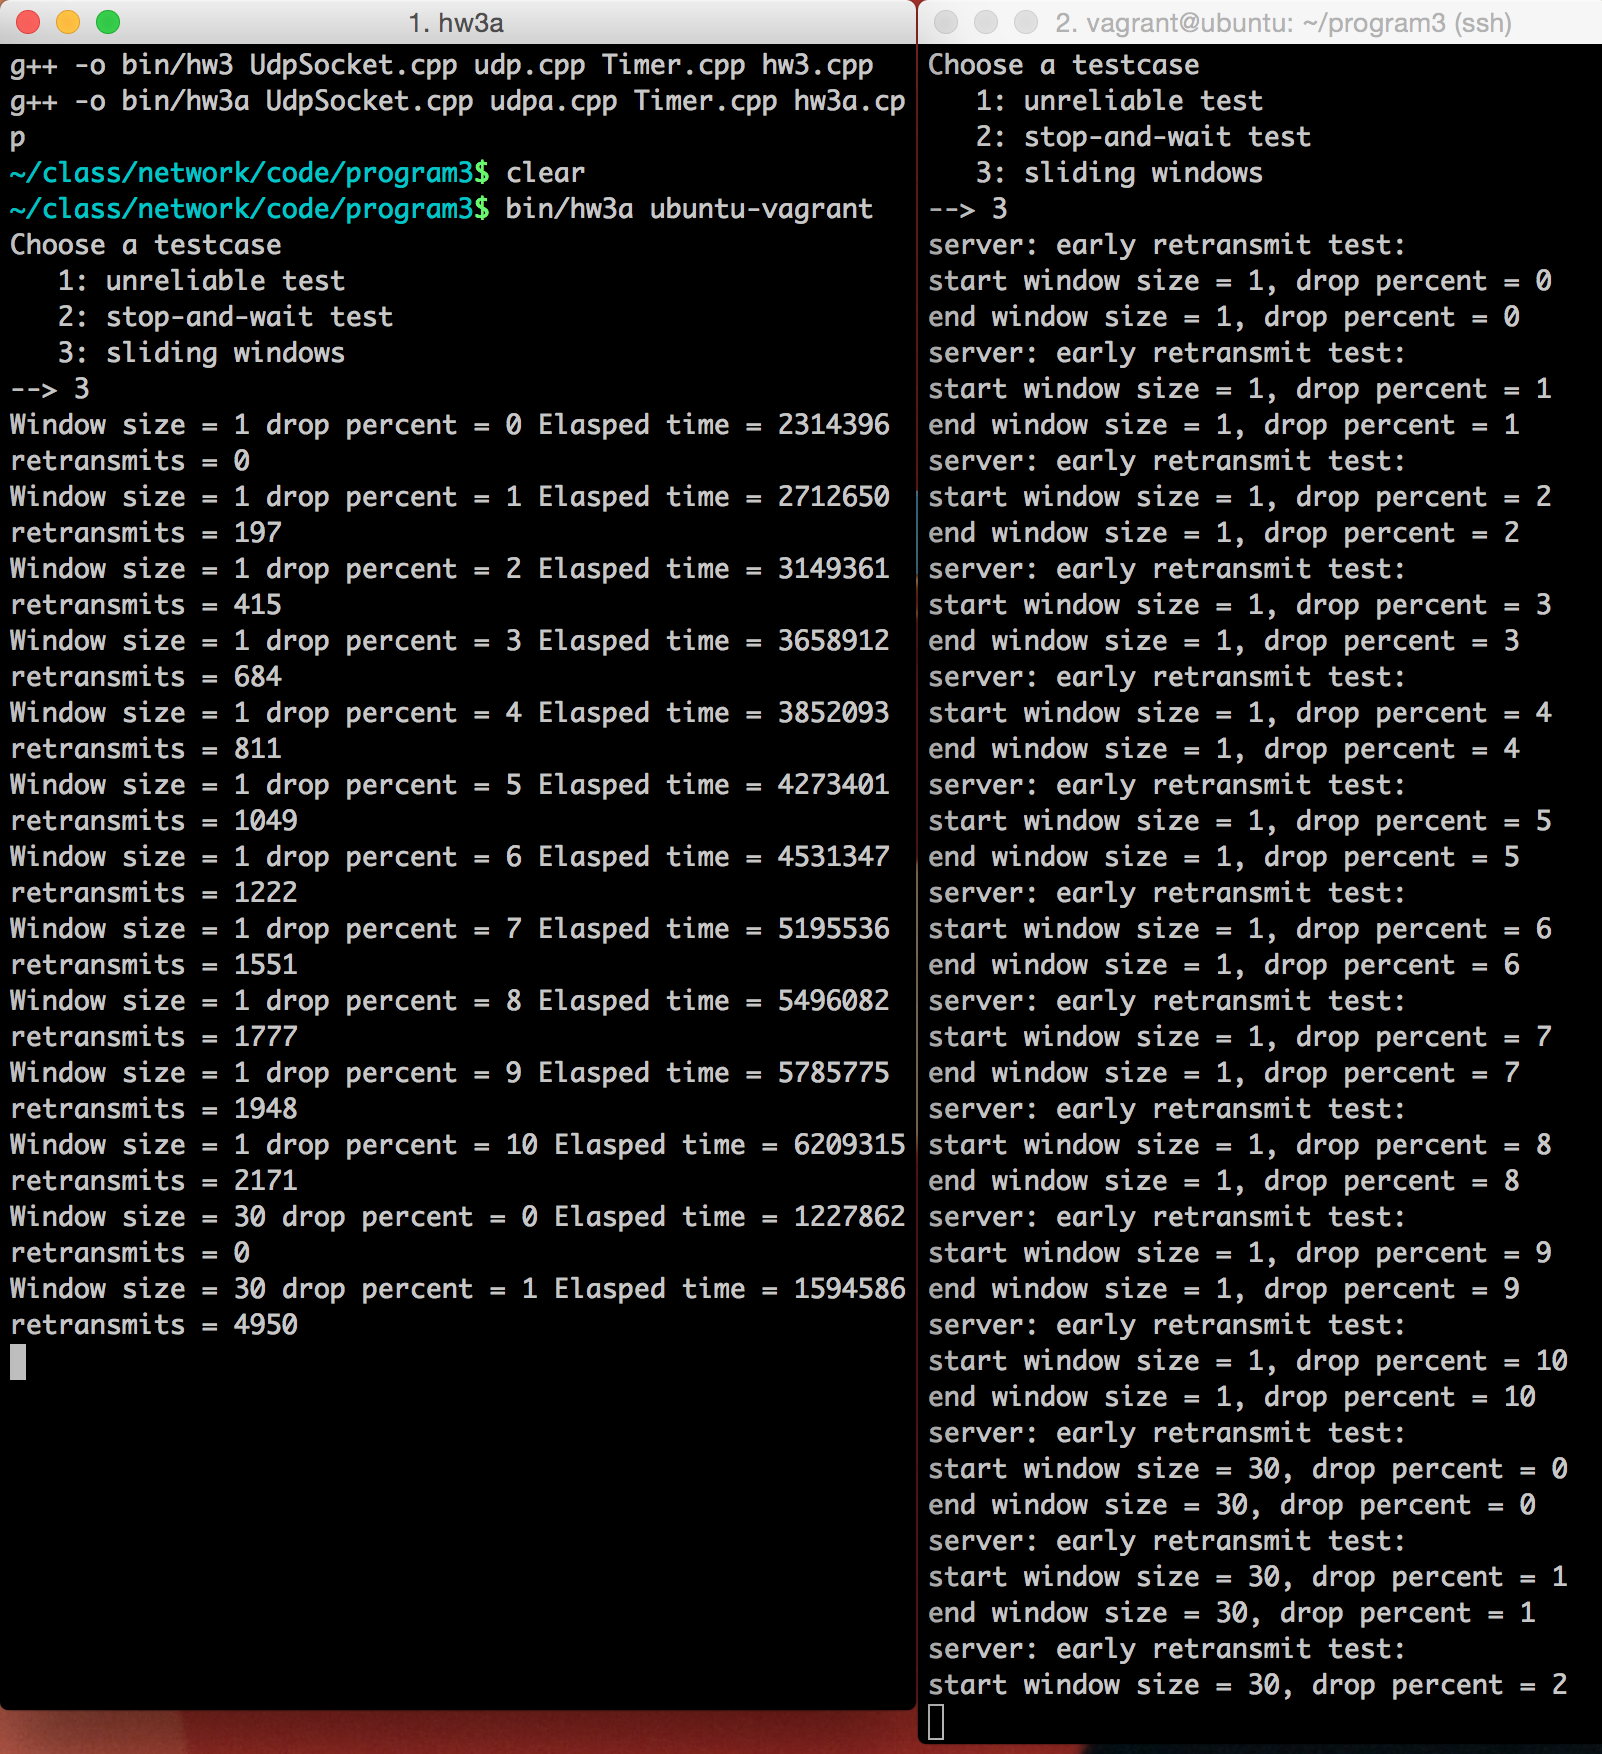 1. hw3a
g++ -o bin/hw3 UdpSocket.cpp udp.cpp Timer.cpp hw3.cpp
g++ -o bin/hw3a UdpSocket.cpp udpa.cpp Timer.cpp hw3a.cp
p
~/class/network/code/program3$ clear
~/class/network/code/program3$ bin/hw3a ubuntu-vagrant
Choose a testcase
   1: unreliable test
   2: stop-and-wait test
   3: sliding windows
--> 3
Window size = 1 drop percent = 0 Elasped time = 2314396
retransmits = 0
Window size = 1 drop percent = 1 Elasped time = 2712650
retransmits = 197
Window size = 1 drop percent = 2 Elasped time = 3149361
retransmits = 415
Window size = 1 drop percent = 3 Elasped time = 3658912
retransmits = 684
Window size = 1 drop percent = 4 Elasped time = 3852093
retransmits = 811
Window size = 1 drop percent = 5 Elasped time = 4273401
retransmits = 1049
Window size = 1 drop percent = 6 Elasped time = 4531347
retransmits = 1222
Window size = 1 drop percent = 7 Elasped time = 5195536
retransmits = 1551
Window size = 1 drop percent = 8 Elasped time = 5496082
retransmits = 1777
Window size = 1 drop percent = 9 Elasped time = 5785775
retransmits = 1948
Window size = 1 drop percent = 10 Elasped time = 6209315
retransmits = 2171
Window size = 30 drop percent = 0 Elasped time = 1227862
retransmits = 0
Window size = 30 drop percent = 1 Elasped time = 1594586
retransmits = 4950
2. vagrant@ubuntu: ~/program3 (ssh)
Choose a testcase
   1: unreliable test
   2: stop-and-wait test
   3: sliding windows
--> 3
server: early retransmit test:
start window size = 1, drop percent = 0
end window size = 1, drop percent = 0
server: early retransmit test:
start window size = 1, drop percent = 1
end window size = 1, drop percent = 1
server: early retransmit test:
start window size = 1, drop percent = 2
end window size = 1, drop percent = 2
server: early retransmit test:
start window size = 1, drop percent = 3
end window size = 1, drop percent = 3
server: early retransmit test:
start window size = 1, drop percent = 4
end window size = 1, drop percent = 4
server: early retransmit test:
start window size = 1, drop percent = 5
end window size = 1, drop percent = 5
server: early retransmit test:
start window size = 1, drop percent = 6
end window size = 1, drop percent = 6
server: early retransmit test:
start window size = 1, drop percent = 7
end window size = 1, drop percent = 7
server: early retransmit test:
start window size = 1, drop percent = 8
end window size = 1, drop percent = 8
server: early retransmit test:
start window size = 1, drop percent = 9
end window size = 1, drop percent = 9
server: early retransmit test:
start window size = 1, drop percent = 10
end window size = 1, drop percent = 10
server: early retransmit test:
start window size = 30, drop percent = 0
end window size = 30, drop percent = 0
server: early retransmit test:
start window size = 30, drop percent = 1
end window size = 30, drop percent = 1
server: early retransmit test:
start window size = 30, drop percent = 2